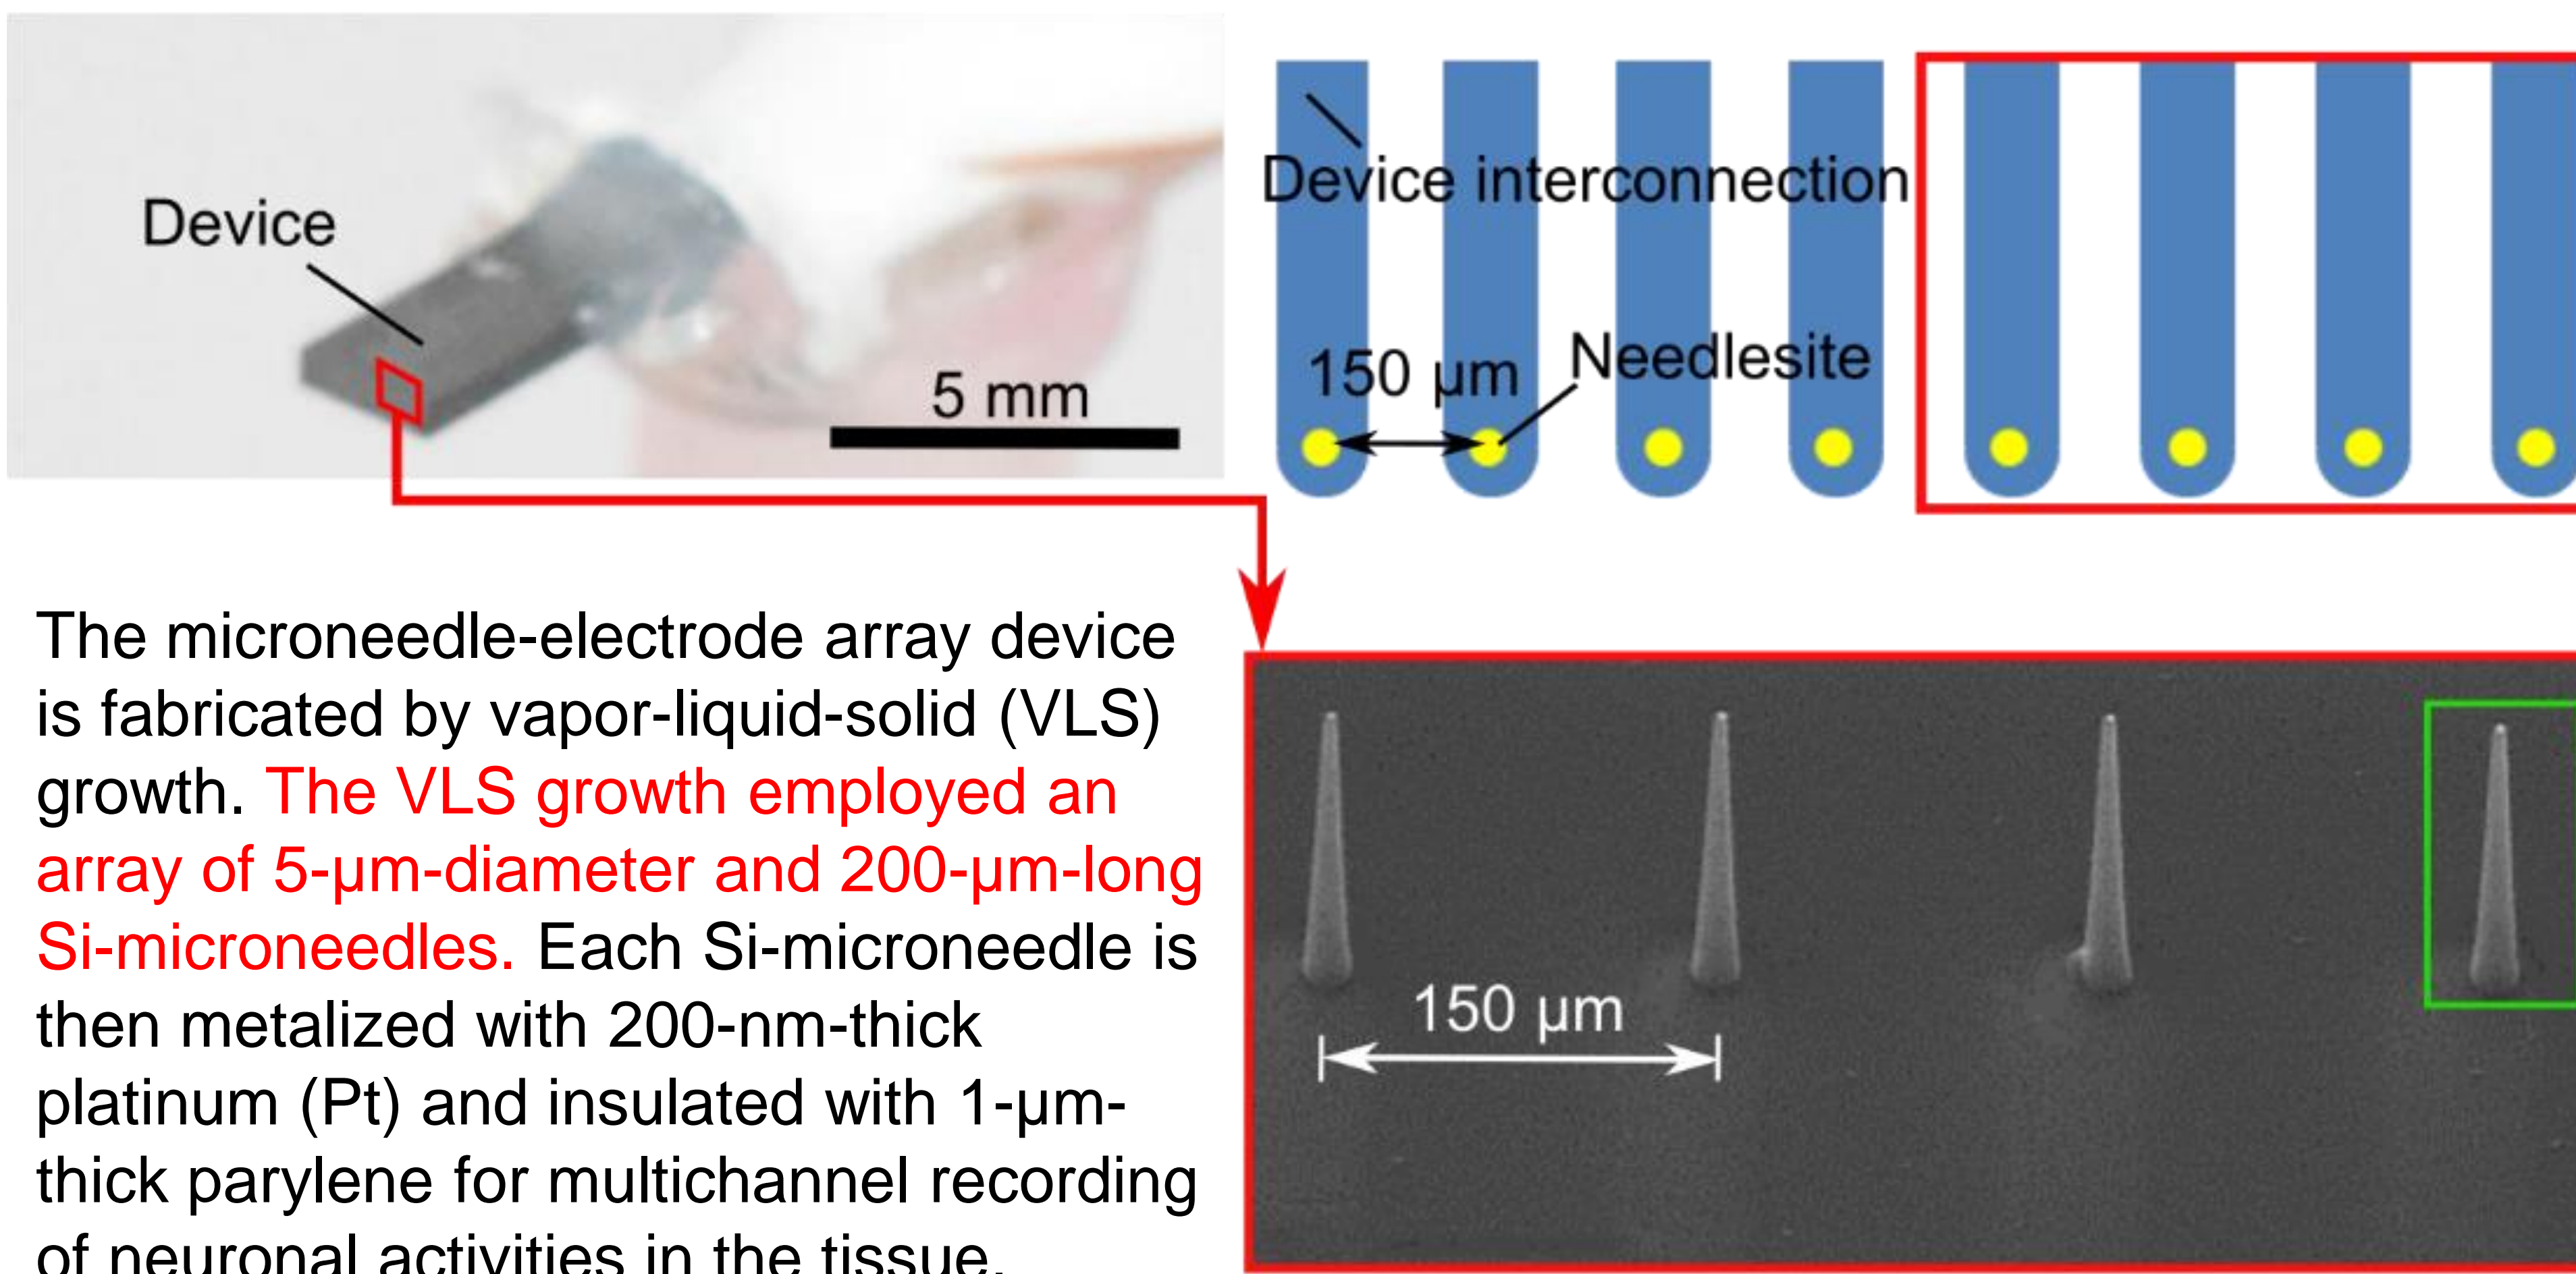 Device
5 mm
Device interconnection
150 μm
Needlesite
The microneedle-electrode array device
is fabricated by vapor-liquid-solid (VLS)
growth. The VLS growth employed an
array of 5-μm-diameter and 200-μm-long
Si-microneedles. Each Si-microneedle is
then metalized with 200-nm-thick
platinum (Pt) and insulated with 1-μm-
thick parylene for multichannel recording
of neuronal activities in the tissue.
150 μm